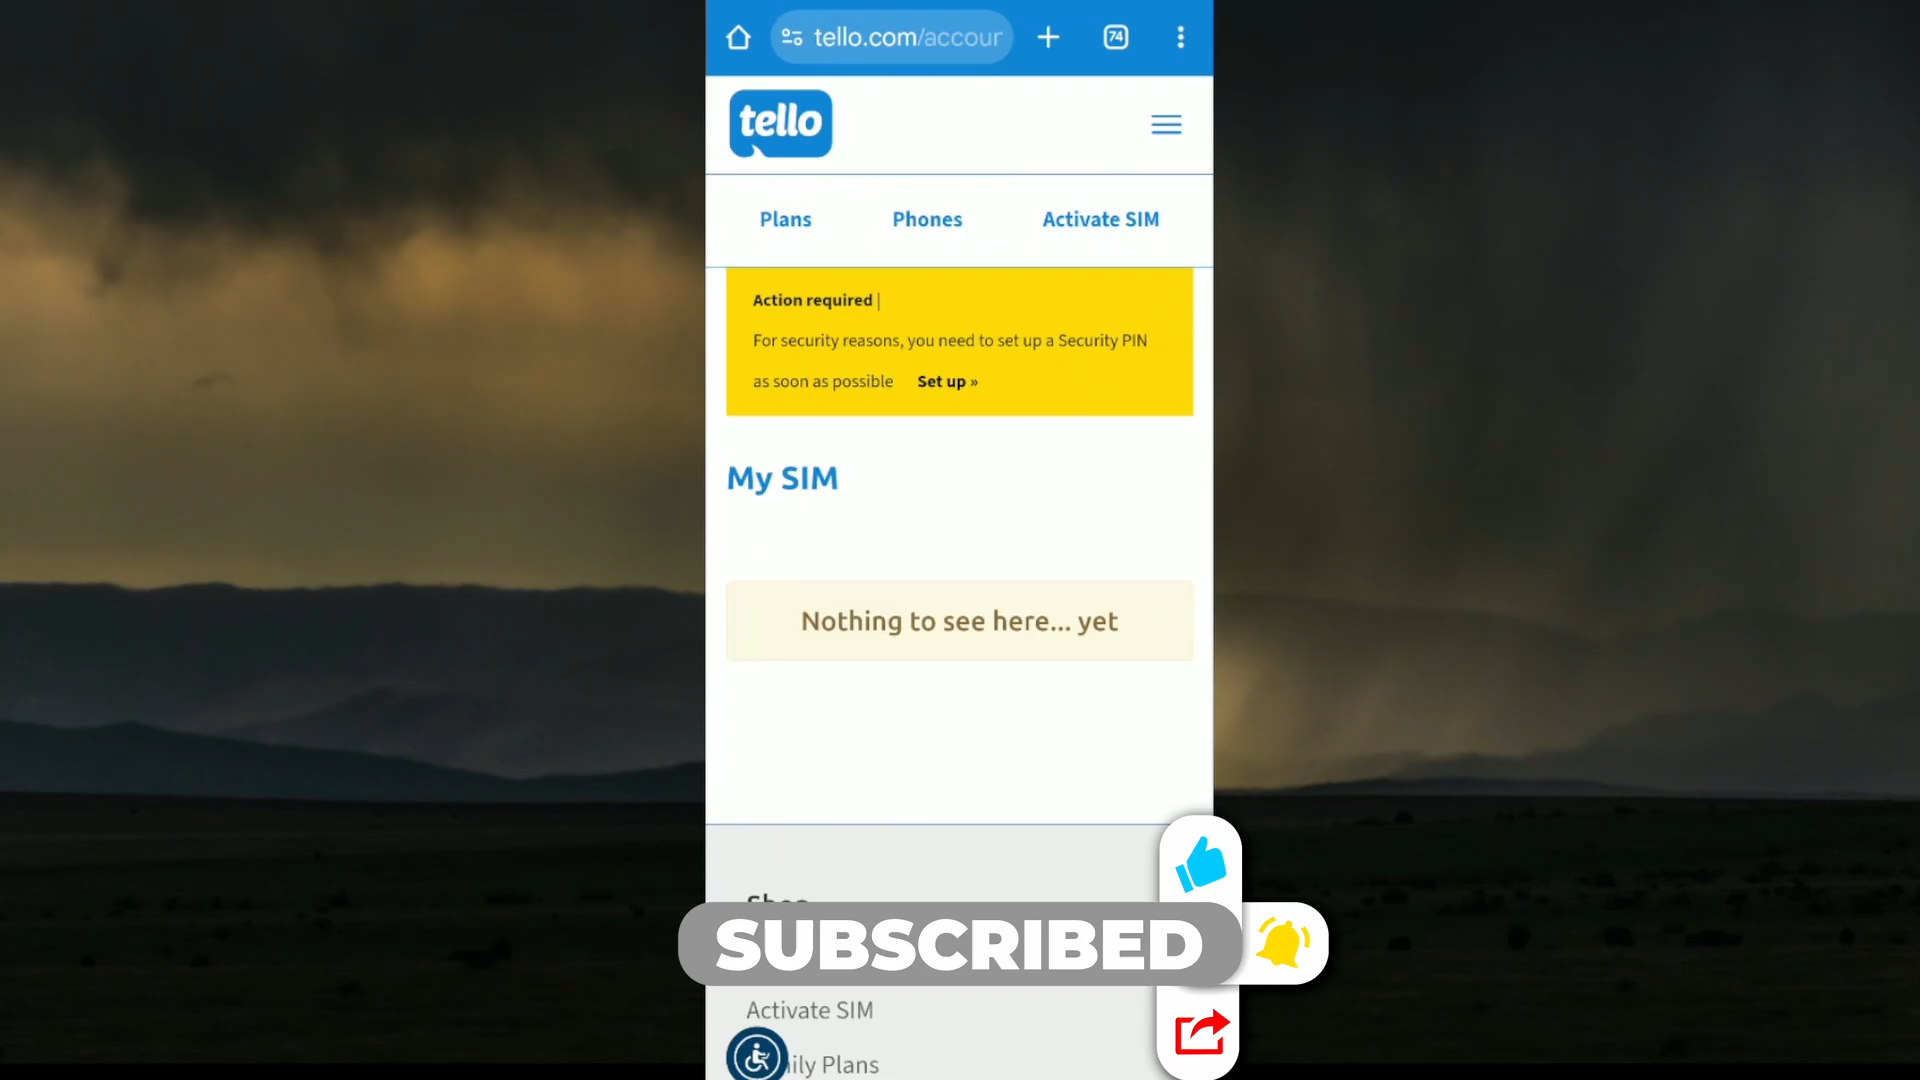 tello.com/accour
74
tello
Plans
Phones
Activate SIM
Action required |
For security reasons, you need to set up a Security PIN
as soon as possible Set up »
My SIM
Nothing to see here... yet
SUBSCRIBED
Activate SIM
Plans